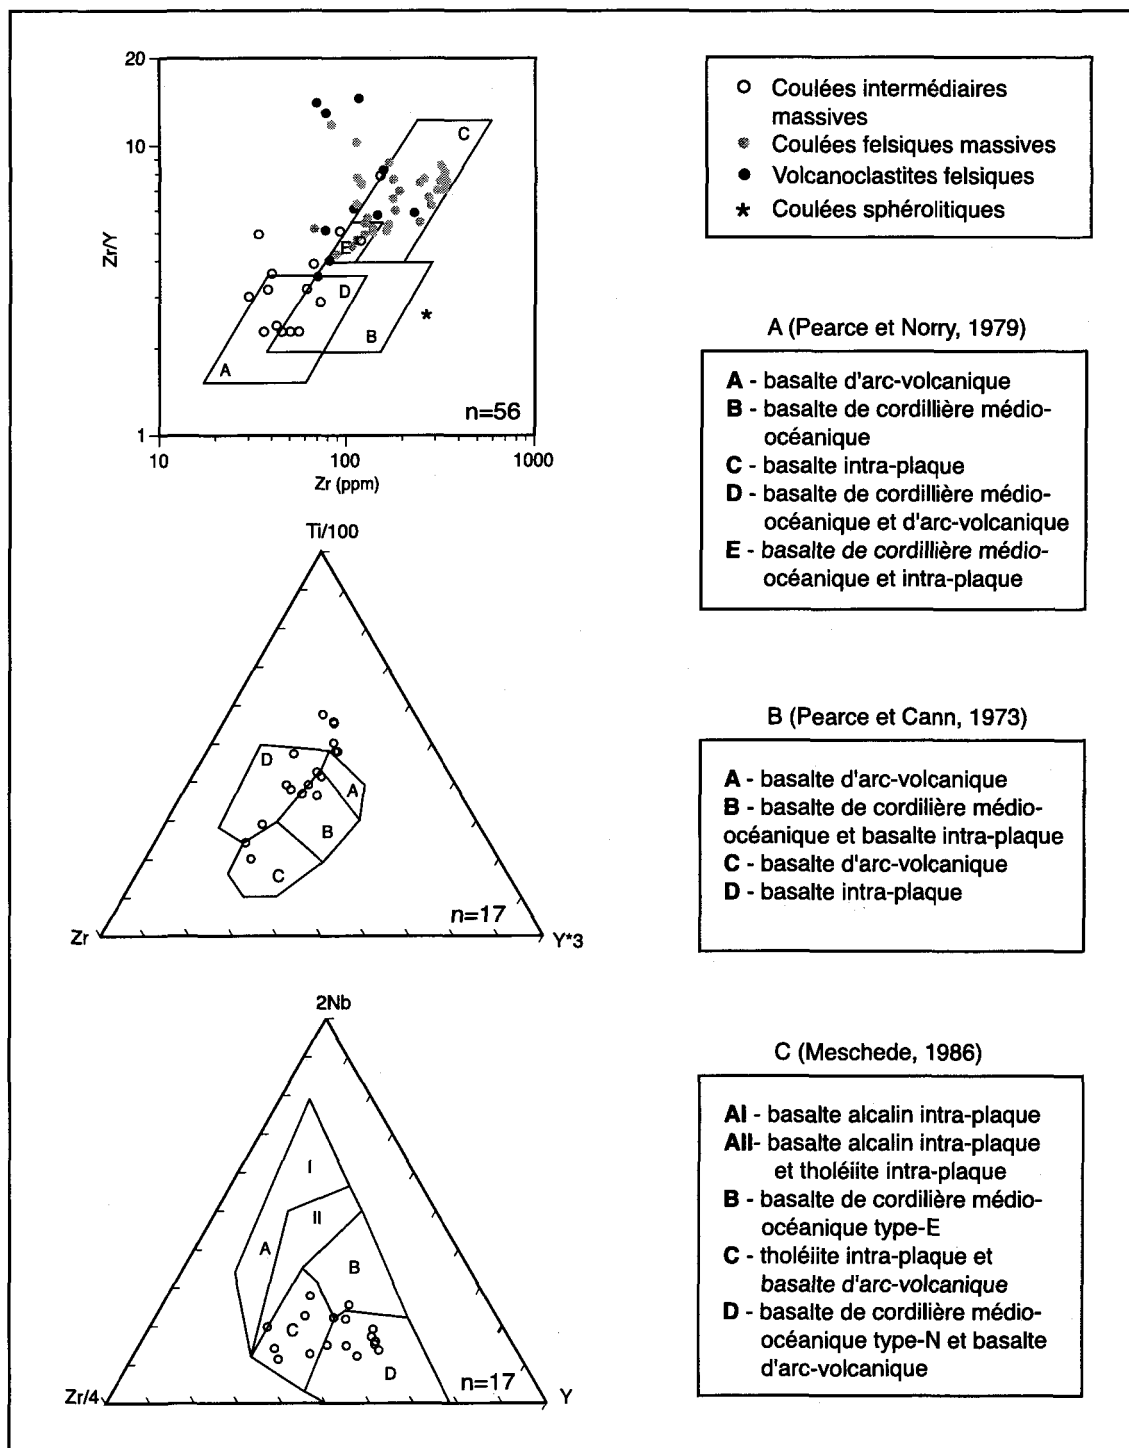 20
10
1
Zr/Y
C
E
D
B
A
n=56
10
100
1000
Zr (ppm)
Coulées intermédiaires
massives
Coulées felsiques massives
Volcanoclastites felsiques
* Coulées sphérolitiques
A (Pearce et Norry, 1979)
A - basalte d'arc-volcanique
B - basalte de cordillière médio-
océanique
C - basalte intra-plaque
D - basalte de cordillière médio-
océanique et d'arc-volcanique
E - basalte de cordillière médio-
océanique et intra-plaque
Ti/100
D
A
B
C
n=17
Zr
Y*3
B (Pearce et Cann, 1973)
A - basalte d'arc-volcanique
B - basalte de cordilière médio-
océanique et basalte intra-plaque
C - basalte d'arc-volcanique
D - basalte intra-plaque
2Nb
I
II
A
B
C
D
n=17
Zr/4
Y
C (Meschede, 1986)
AI - basalte alcalin intra-plaque
AII- basalte alcalin intra-plaque
et tholéiite intra-plaque
B - basalte de cordilière médio-
océanique type-E
C - tholéiite intra-plaque et
basalte d'arc-volcanique
D - basalte de cordilière médio-
océanique type-N et basalte
d'arc-volcanique